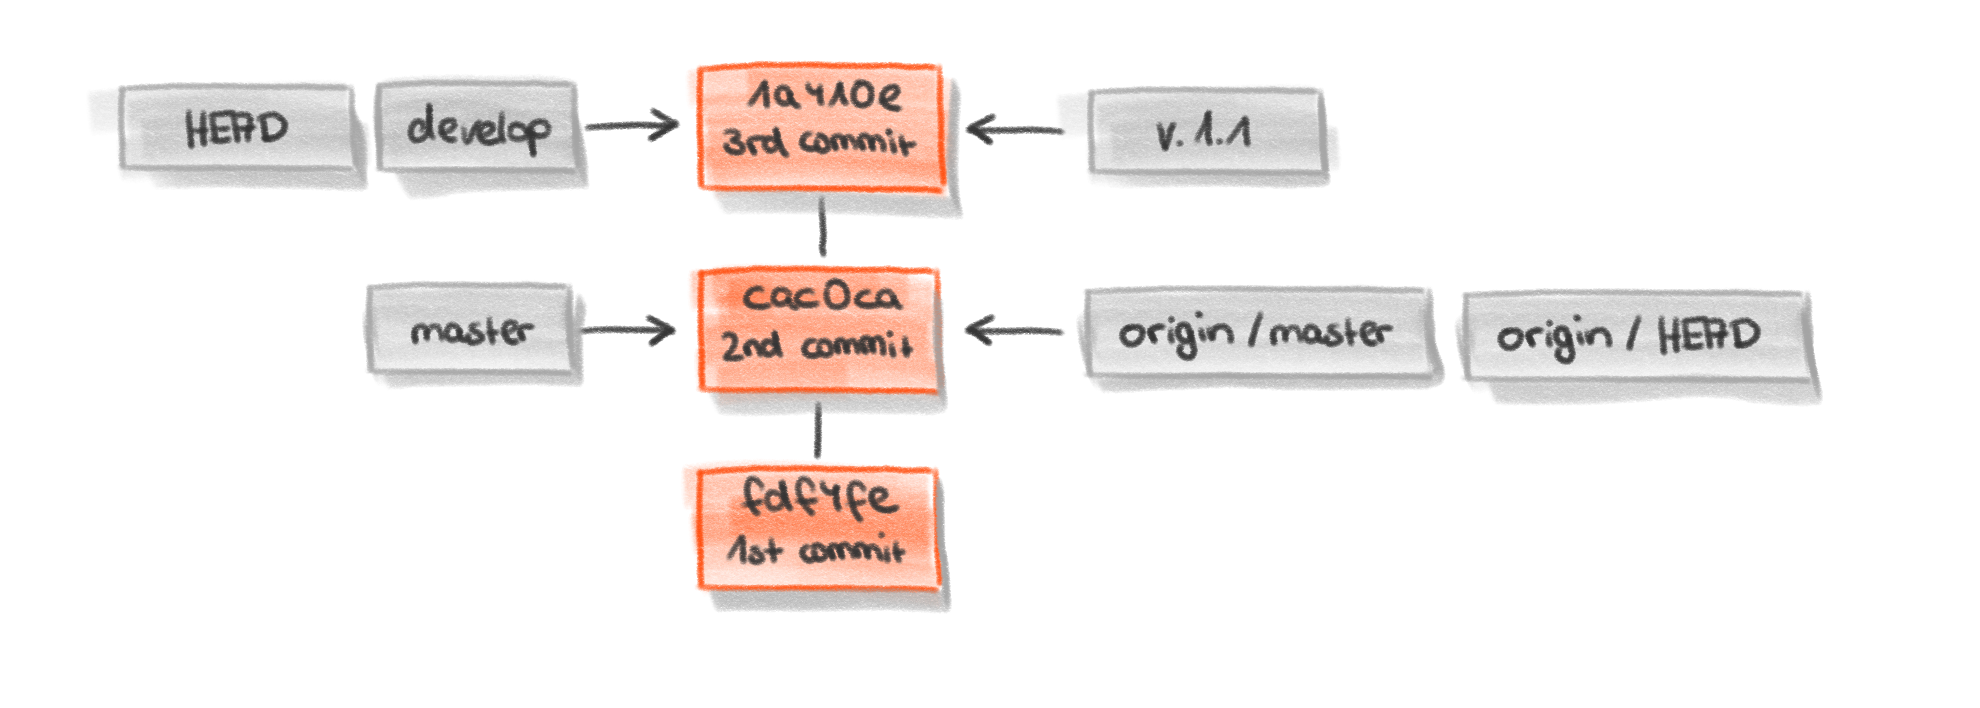 HEAD
develop
1a410e
3rd commit
v.1.1
master
cac0ca
2nd commit
origin/master
origin / HEAD
fdf4fe
1st commit